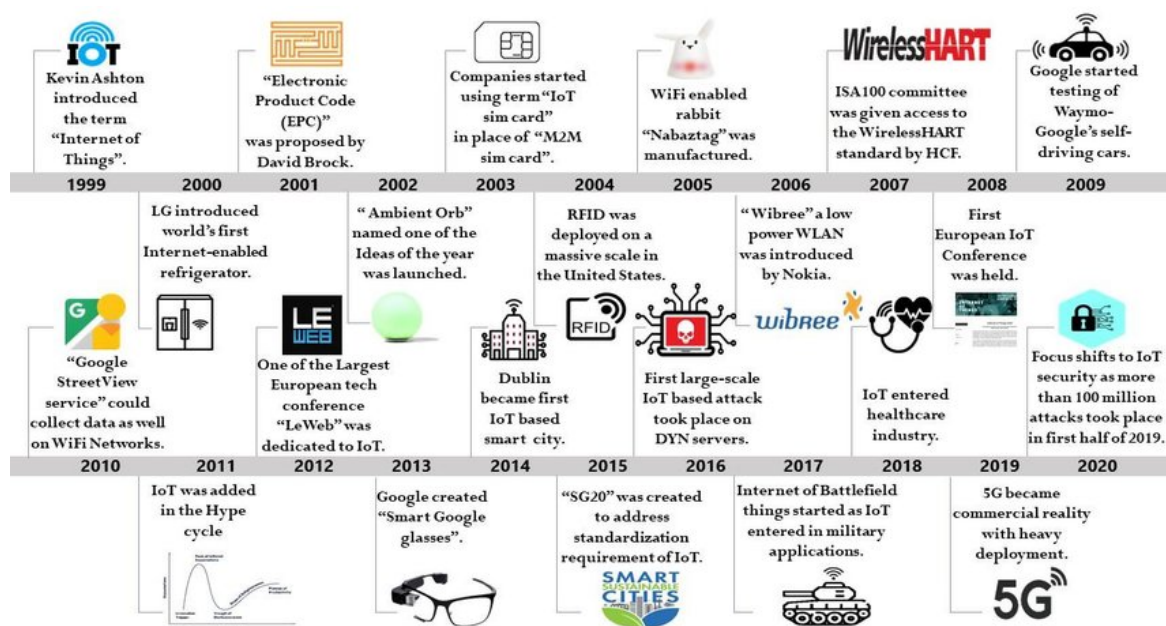 IOT
Kevin Ashton
introduced
the term
“Internet of
Things”.
“Electronic
Product Code
(EPC)”
was proposed by
David Brock.
Companies started
using term “IoT
sim card”
in place of “M2M
sim card”.
WiFi enabled
rabbit
“Nabaztag” was
manufactured.
WirelessHART
ISA100 committee
was given access to
the WirelessHART
standard by HCF.
Google started
testing of
Waymo-
Google’s self-
driving cars.
1999 2000 2001 2002 2003 2004 2005 2006 2007 2008 2009
LG introduced
world’s first
Internet-enabled
refrigerator.
“ Ambient Orb”
named one of the
Ideas of the year
was launched.
RFID was
deployed on a
massive scale in
the United States.
“Wibree” a low
power WLAN
was introduced
by Nokia.
First
European IoT
Conference
was held.
G
“Google
StreetView
service” could
collect data as well
on WiFi Networks.
LE
WEB
One of the Largest
European tech
conference
“LeWeb” was
dedicated to IoT.
Dublin
became first
IoT based
smart city.
RFID
First large-scale
IoT based attack
took place on
DYN servers.
wibree
IoT entered
healthcare
industry.
Focus shifts to IoT
security as more
than 100 million
attacks took place
in first half of 2019.
2010 2011 2012 2013 2014 2015 2016 2017 2018 2019 2020
IoT was added
in the Hype
cycle
Google created
“Smart Google
glasses”.
“SG20” was created
to address
standardization
requirement of IoT.
SMART
SUSTAINABLE
CITIES
Internet of Battlefield
things started as IoT
entered in military
applications.
5G became
commercial reality
with heavy
deployment.
5G